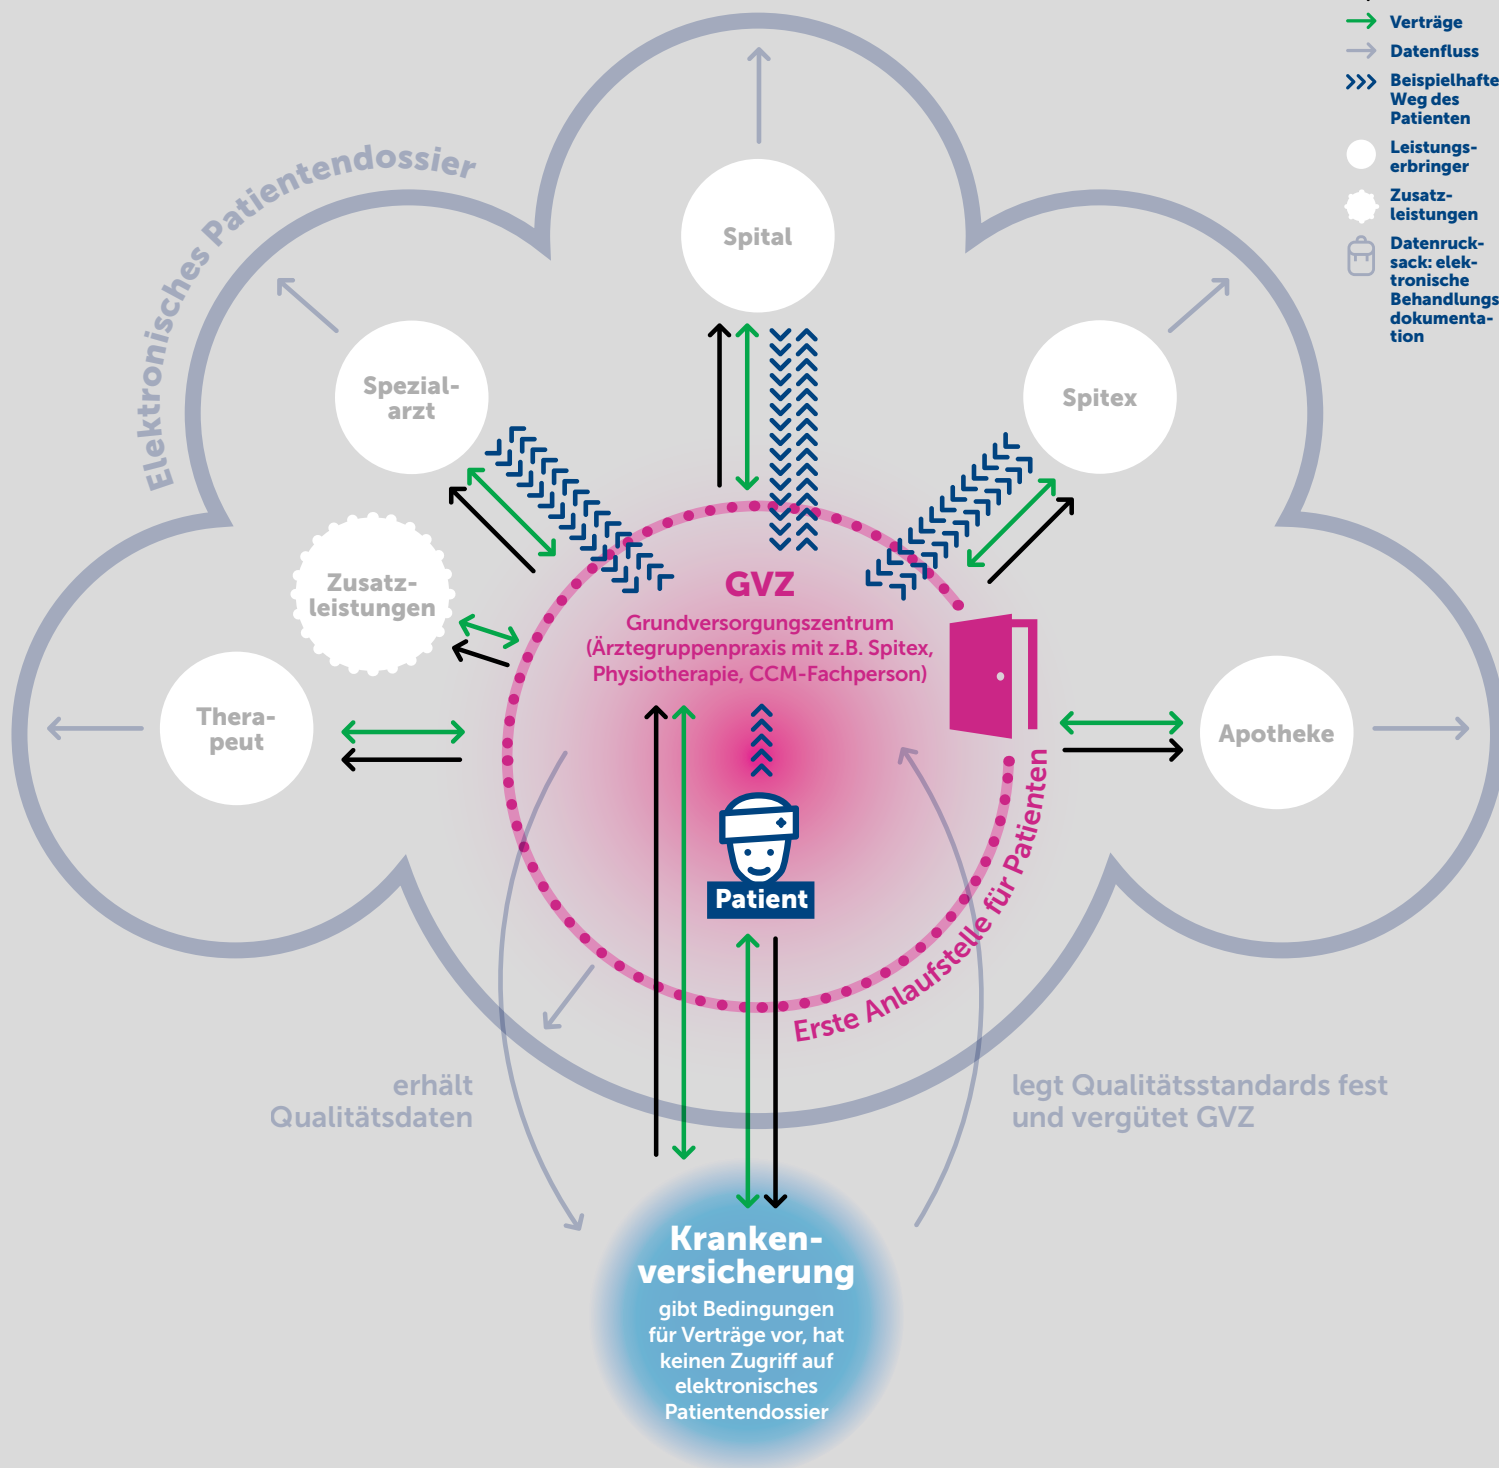 Verträge
Datenfluss
Beispielhafte
Weg des
Patienten
Leistungs-
erbringer
Zusatz-
leistungen
Datenruck-
sack: elek-
tronische
Behandlungs
dokumenta-
tion
Elektronisches Patientendossier
Spital
Spezial-
arzt
Spitex
Zusatz-
leistungen
GVZ
Grundversorgungszentrum
(Ärztegruppenpraxis mit z.B. Spitex,
Physiotherapie, CCM-Fachperson)
Thera-
peut
Apotheke
Patient
Erste Anlaufstelle für Patienten
erhält
Qualitätsdaten
legt Qualitätsstandards fest
und vergütet GVZ
Kranken-
versicherung
gibt Bedingungen
für Verträge vor, hat
keinen Zugriff auf
elektronisches
Patientendossier